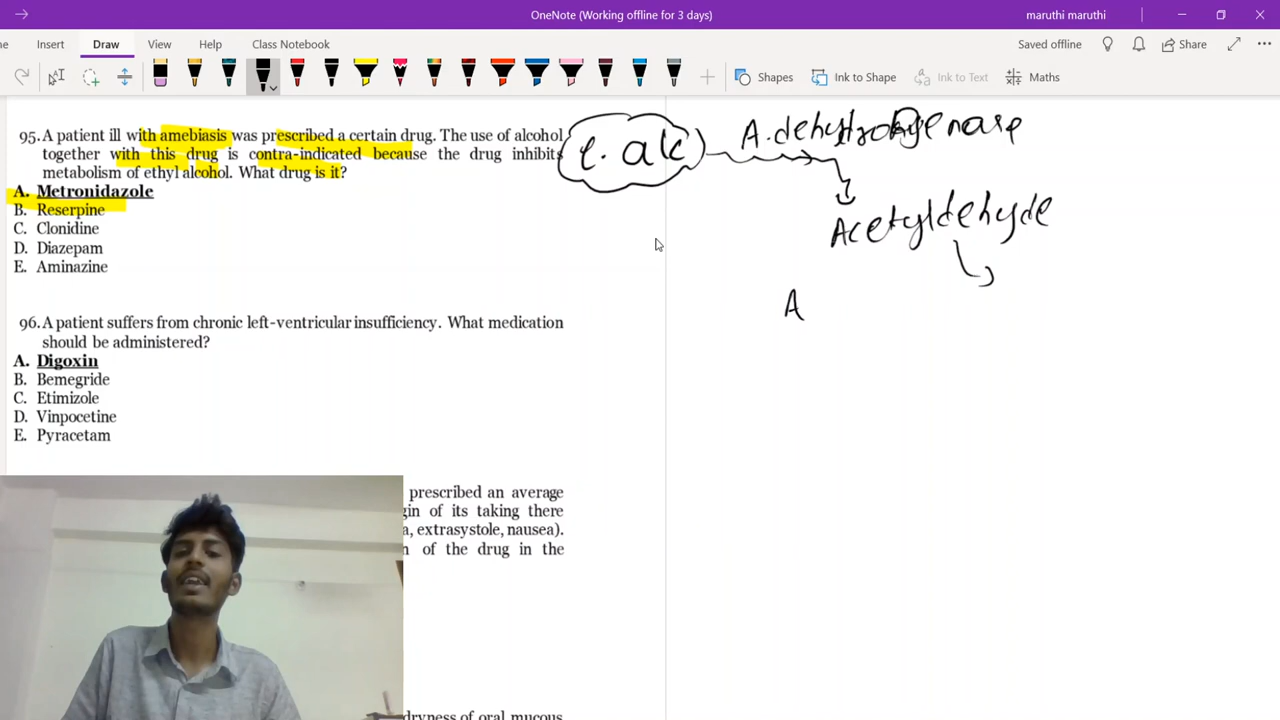 OneNote (Working offline for 3 days)
maruthi maruthi
Insert Draw View Help Class Notebook
Saved offline
Share
Shapes
Ink to Shape
Ink to Text
Maths
95. A patient ill with amebiasis was prescribed a certain drug. The use of alcohol
together with this drug is contra-indicated because the drug inhibits
metabolism of ethyl alcohol. What drug is it?
A. Metronidazole
B. Reserpine
C. Clonidine
D. Diazepam
E. Aminazine
e. alc
A. dehydrogenase
Acetyldehyde
A
96. A patient suffers from chronic left-ventricular insufficiency. What medication
should be administered?
A. Digoxin
B. Bemegride
C. Etimizole
D. Vinpocetine
E. Pyracetam
prescribed an average
gin of its taking there
a, extrasystole, nausea).
of the drug in the
dryness of oral mucous